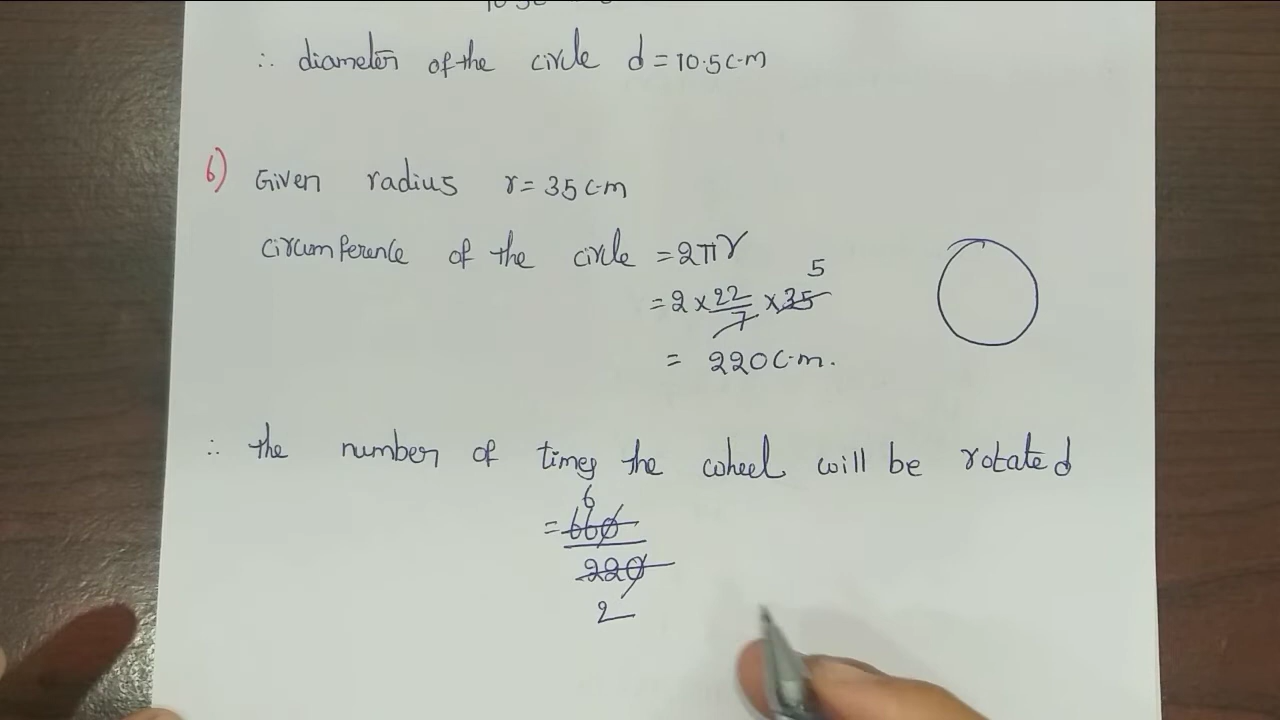 ∴ diameter of the circle d = 10.5 c.m
6) Given radius r = 35 c.m
circumference of the circle = 2πr
5
= 2 × 22/7 × 35
= 220 c.m.
∴ the number of times the wheel will be rotated
6
= 660
220
2